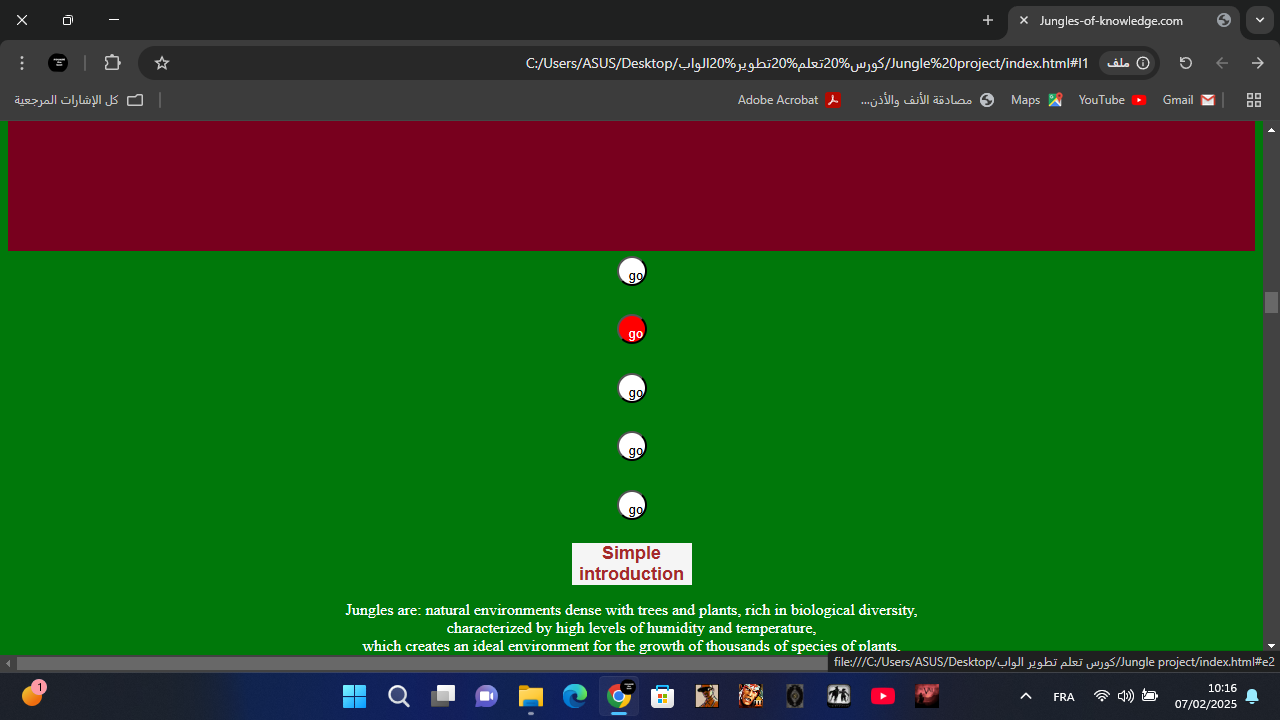 Jungles-of-knowledge.com
C:/Users/ASUS/Desktop/كورس%20تعلم%20تطوير%20الواب/Jungle%20project/index.html#I1
ملف
كل الإشارات المرجعية
Adobe Acrobat
مصادقة الأنف والأذن...
Maps
YouTube
Gmail
go
go
go
go
go
Simple
introduction
Jungles are: natural environments dense with trees and plants, rich in biological diversity,
characterized by high levels of humidity and temperature,
which creates an ideal environment for the growth of thousands of species of plants.
file:///C:/Users/ASUS/Desktop/كورس تعلم تطوير الواب/Jungle project/index.html#e2
1
FRA
10:16
07/02/2025